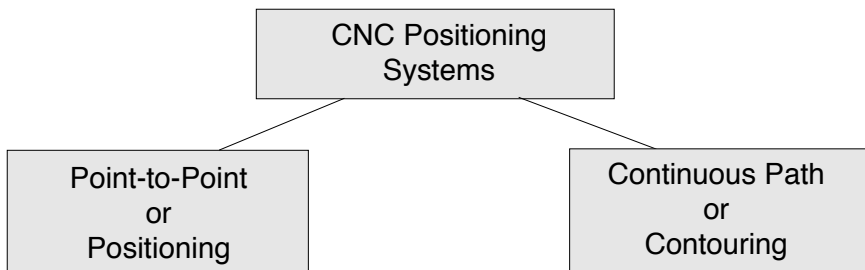 CNC Positioning
Systems
Point-to-Point
or
Positioning
Continuous Path
or
Contouring